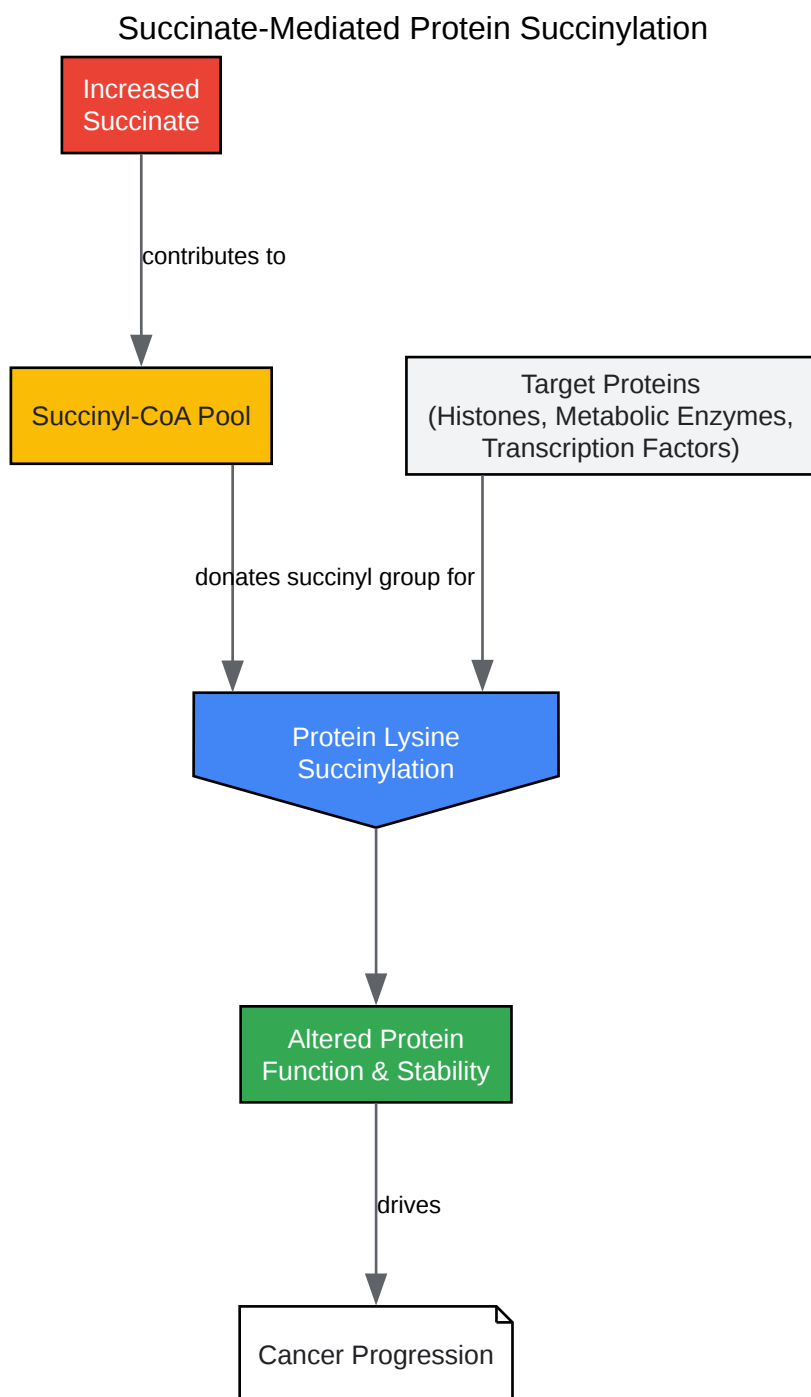 Succinate-Mediated Protein Succinylation
Increased
Succinate
contributes to
Succinyl-CoA Pool
Target Proteins
(Histones, Metabolic Enzymes,
Transcription Factors)
donates succinyl group for
Protein Lysine
Succinylation
Altered Protein
Function & Stability
drives
Cancer Progression